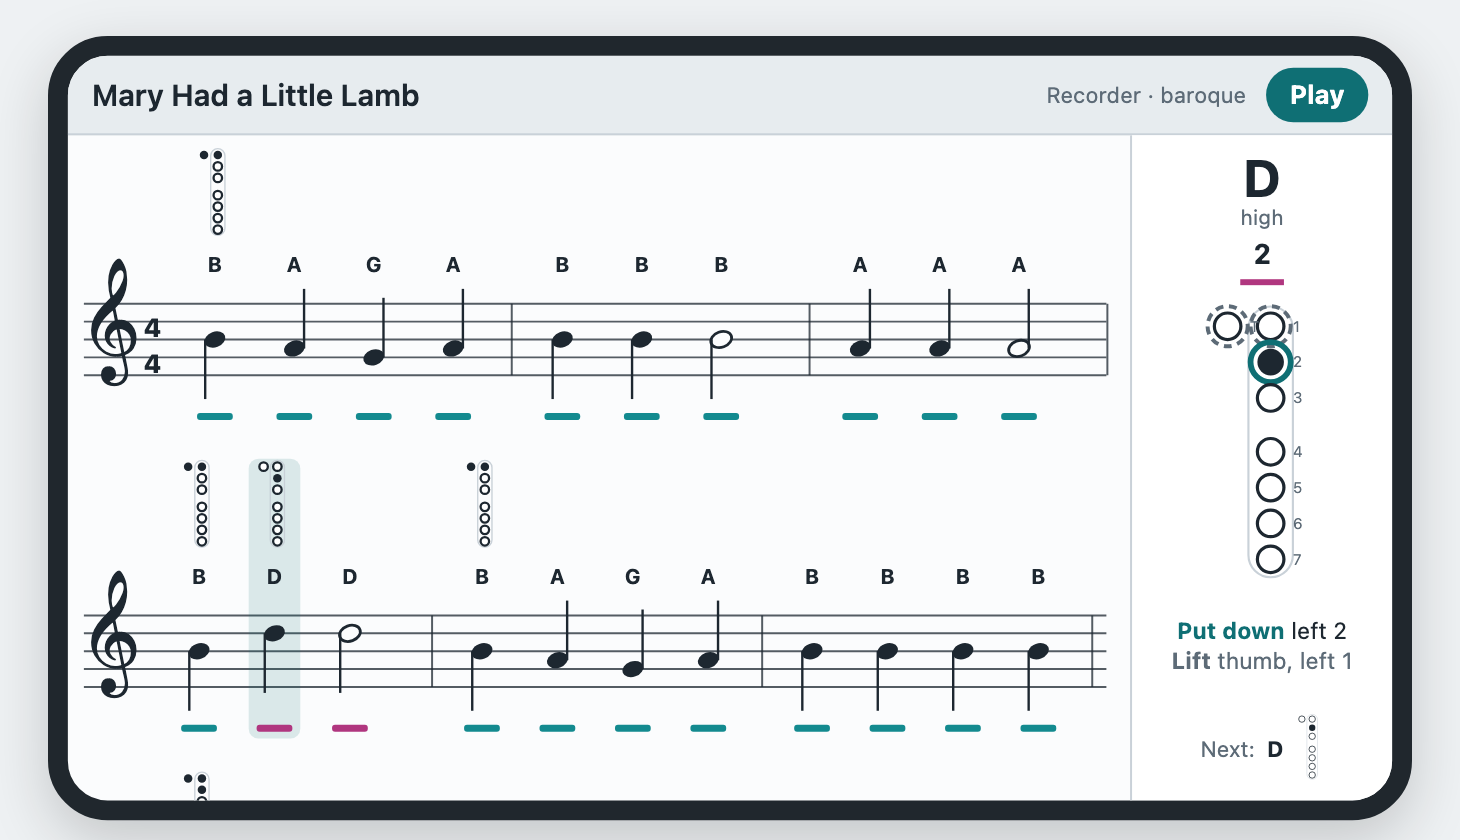 Mary Had a Little Lamb
Recorder · baroque
Play
B A G A B B B A A A
4
4
B D D B A G A B B B B
D
high
2
1
2
3
4
5
6
7
Put down left 2
Lift thumb, left 1
Next: D